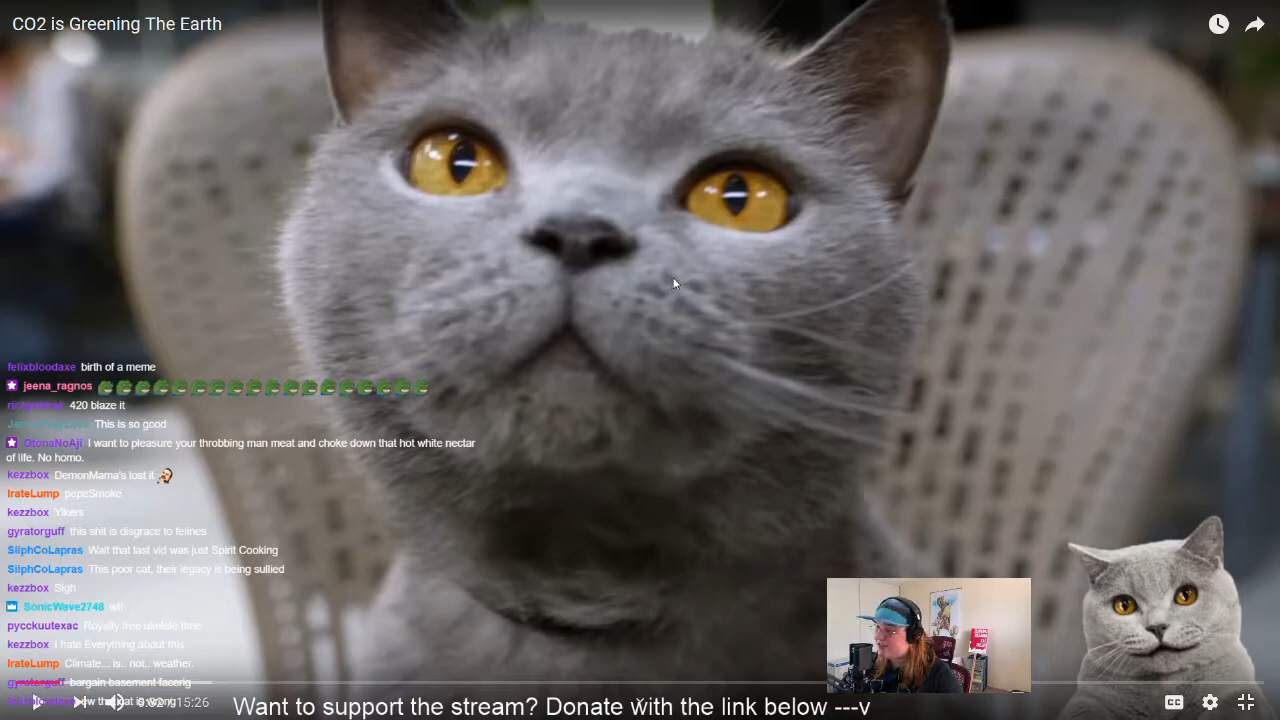 CO2 is Greening The Earth
felixbloodaxe birth of a meme
jeena_ragnos
420 blaze it
This is so good
OtonaNoAji I want to pleasure your throbbing man meat and choke down that hot white nectar
of life. No homo.
kezzbox DemonMama's lost it
IrateLump pepeSmoke
kezzbox Yikers
gyratorguff this shit is disgrace to felines
SilphCoLapras Wait that last vid was just Spirit Cooking
SilphCoLapras This poor cat, their legacy is being sullied
kezzbox Sigh
SonicWave2748 wtf
pycckuutexac Royalty free ukelele time
kezzbox I hate Everything about this
IrateLump Climate... is.. not.. weather.
gyratorguff bargain basement facerig
15:26
Want to support the stream? Donate with the link below ---v
CC